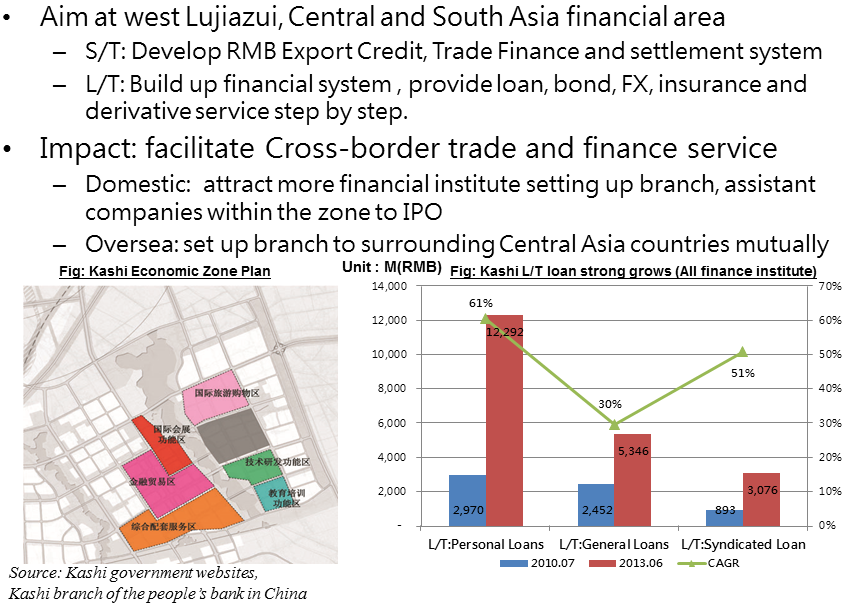 • Aim at west Lujiazui, Central and South Asia financial area
– S/T: Develop RMB Export Credit, Trade Finance and settlement system
– L/T: Build up financial system , provide loan, bond, FX, insurance and
derivative service step by step.
• Impact: facilitate Cross-border trade and finance service
– Domestic: attract more financial institute setting up branch, assistant
companies within the zone to IPO
– Oversea: set up branch to surrounding Central Asia countries mutually
Fig: Kashi Economic Zone Plan
国际旅游购物区
国际会展
功能区
技术研发功能区
金融贸易区
教育培训
功能区
综合配套服务区
Source: Kashi government websites,
Kashi branch of the people's bank in China
Unit : M(RMB)
Fig: Kashi L/T loan strong grows (All finance institute)
14,000
12,000
10,000
8,000
6,000
4,000
2,000
-
70%
60%
50%
40%
30%
20%
10%
0%
61%
12,292
30%
51%
5,346
2,970
2,452
893
3,076
L/T:Personal Loans
L/T:General Loans
L/T:Syndicated Loan
2010.07
2013.06
CAGR